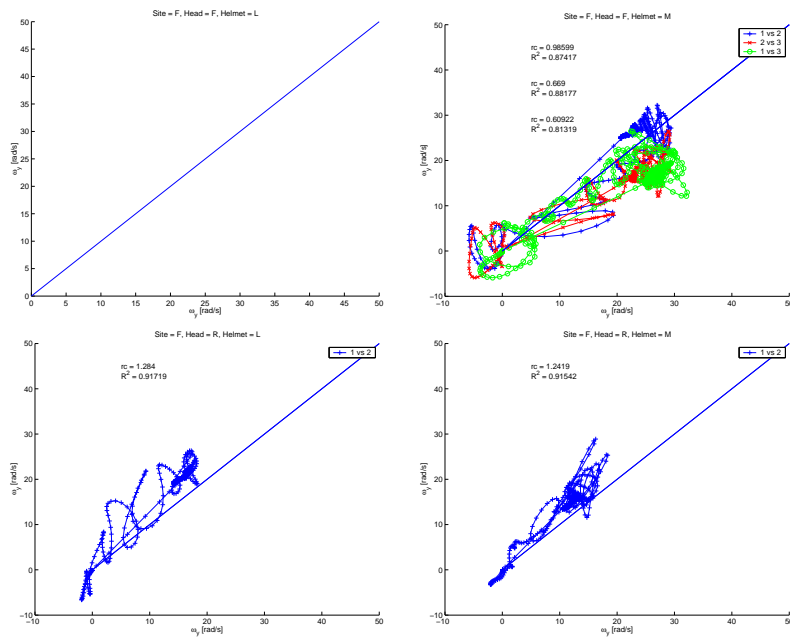 Site = F, Head = F, Helmet = L
50
45
40
35
30
25
20
15
10
5
0
ω_y [rad/s]
0 5 10 15 20 25 30 35 40 45 50
ω_y [rad/s]
Site = F, Head = F, Helmet = M
1 vs 2
2 vs 3
1 vs 3
rc = 0.98599
R² = 0.87417
rc = 0.669
R² = 0.88177
rc = 0.60922
R² = 0.81319
50
40
30
20
10
0
−10
ω_y [rad/s]
−10 0 10 20 30 40 50
ω_y [rad/s]
Site = F, Head = R, Helmet = L
1 vs 2
rc = 1.284
R² = 0.91719
50
40
30
20
10
0
−10
ω_y [rad/s]
−10 0 10 20 30 40 50
ω_y [rad/s]
Site = F, Head = R, Helmet = M
1 vs 2
rc = 1.2419
R² = 0.91542
50
40
30
20
10
0
−10
ω_y [rad/s]
−10 0 10 20 30 40 50
ω_y [rad/s]